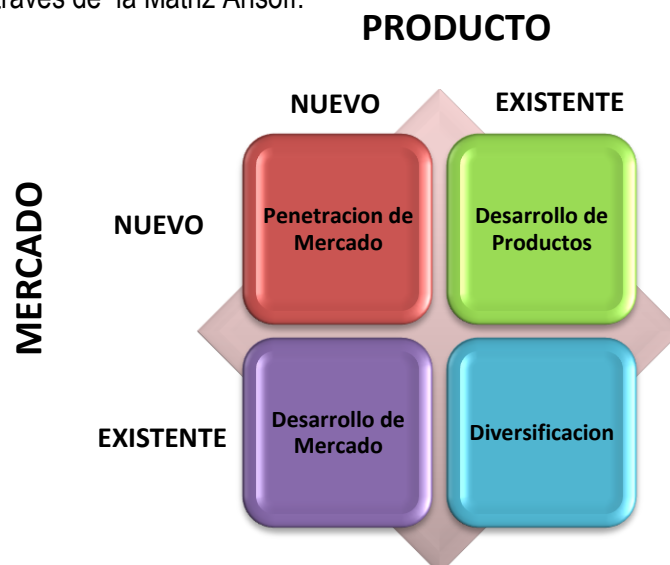 través de la Matriz Ansoff.
PRODUCTO
NUEVO EXISTENTE
MERCADO
NUEVO
Penetracion de
Mercado
Desarrollo de
Productos
EXISTENTE
Desarrollo de
Mercado
Diversificacion